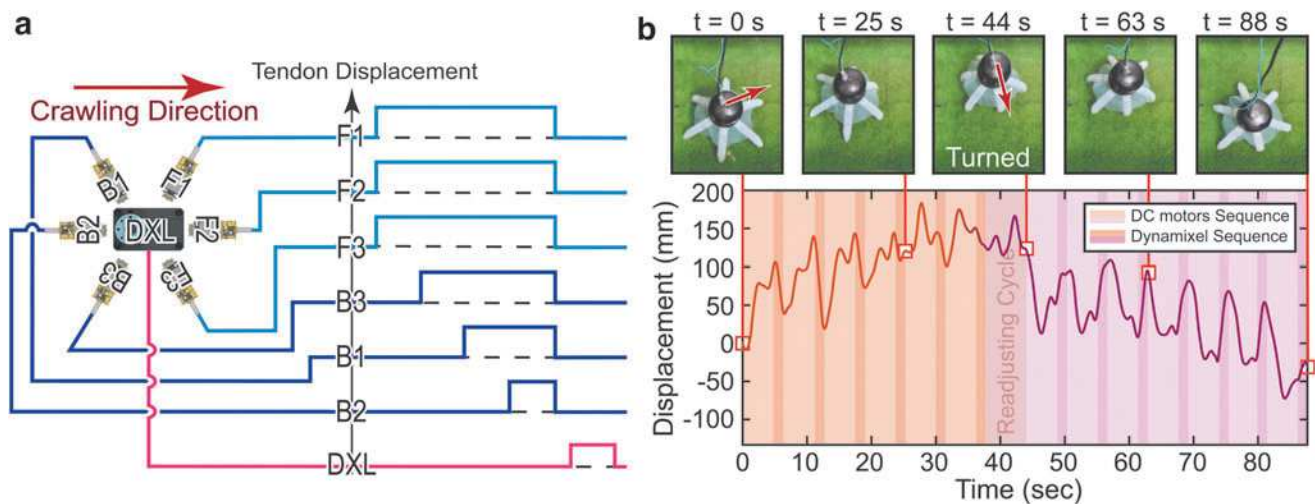 a
Crawling Direction
Tendon Displacement
F1
F2
F3
B3
B1
B2
DXL
B1
F1
B2
DXL
F2
B3
F3
b
t = 0 s
t = 25 s
t = 44 s
t = 63 s
t = 88 s
Turned
DC motors Sequence
Dynamixel Sequence
Readjusting Cycle
Displacement (mm)
200
150
100
50
0
-50
-100
0
10
20
30
40
50
60
70
80
Time (sec)